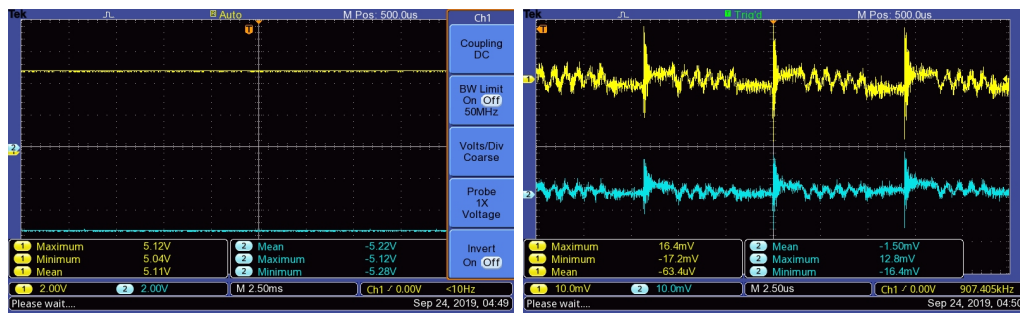 Tek
Auto
M Pos: 500.0us
Ch1
T
Coupling
DC
BW Limit
On Off
50MHz
Volts/Div
Coarse
2
Probe
1X
Voltage
Invert
On Off
1 Maximum 5.12V
1 Minimum 5.04V
1 Mean 5.11V
2 Mean -5.22V
2 Maximum -5.12V
2 Minimum -5.28V
1 2.00V 2 2.00V M 2.50ms Ch1 0.00V <10Hz
Please wait.... Sep 24, 2019, 04:49
Tek
Trig'd
M Pos: 500.0us
T
1
2
1 Maximum 16.4mV
1 Minimum -17.2mV
1 Mean -63.4uV
2 Mean -1.50mV
2 Maximum 12.8mV
2 Minimum -16.4mV
1 10.0mV 2 10.0mV M 2.50us Ch1 0.00V 907.405kHz
Please wait.... Sep 24, 2019, 04:50